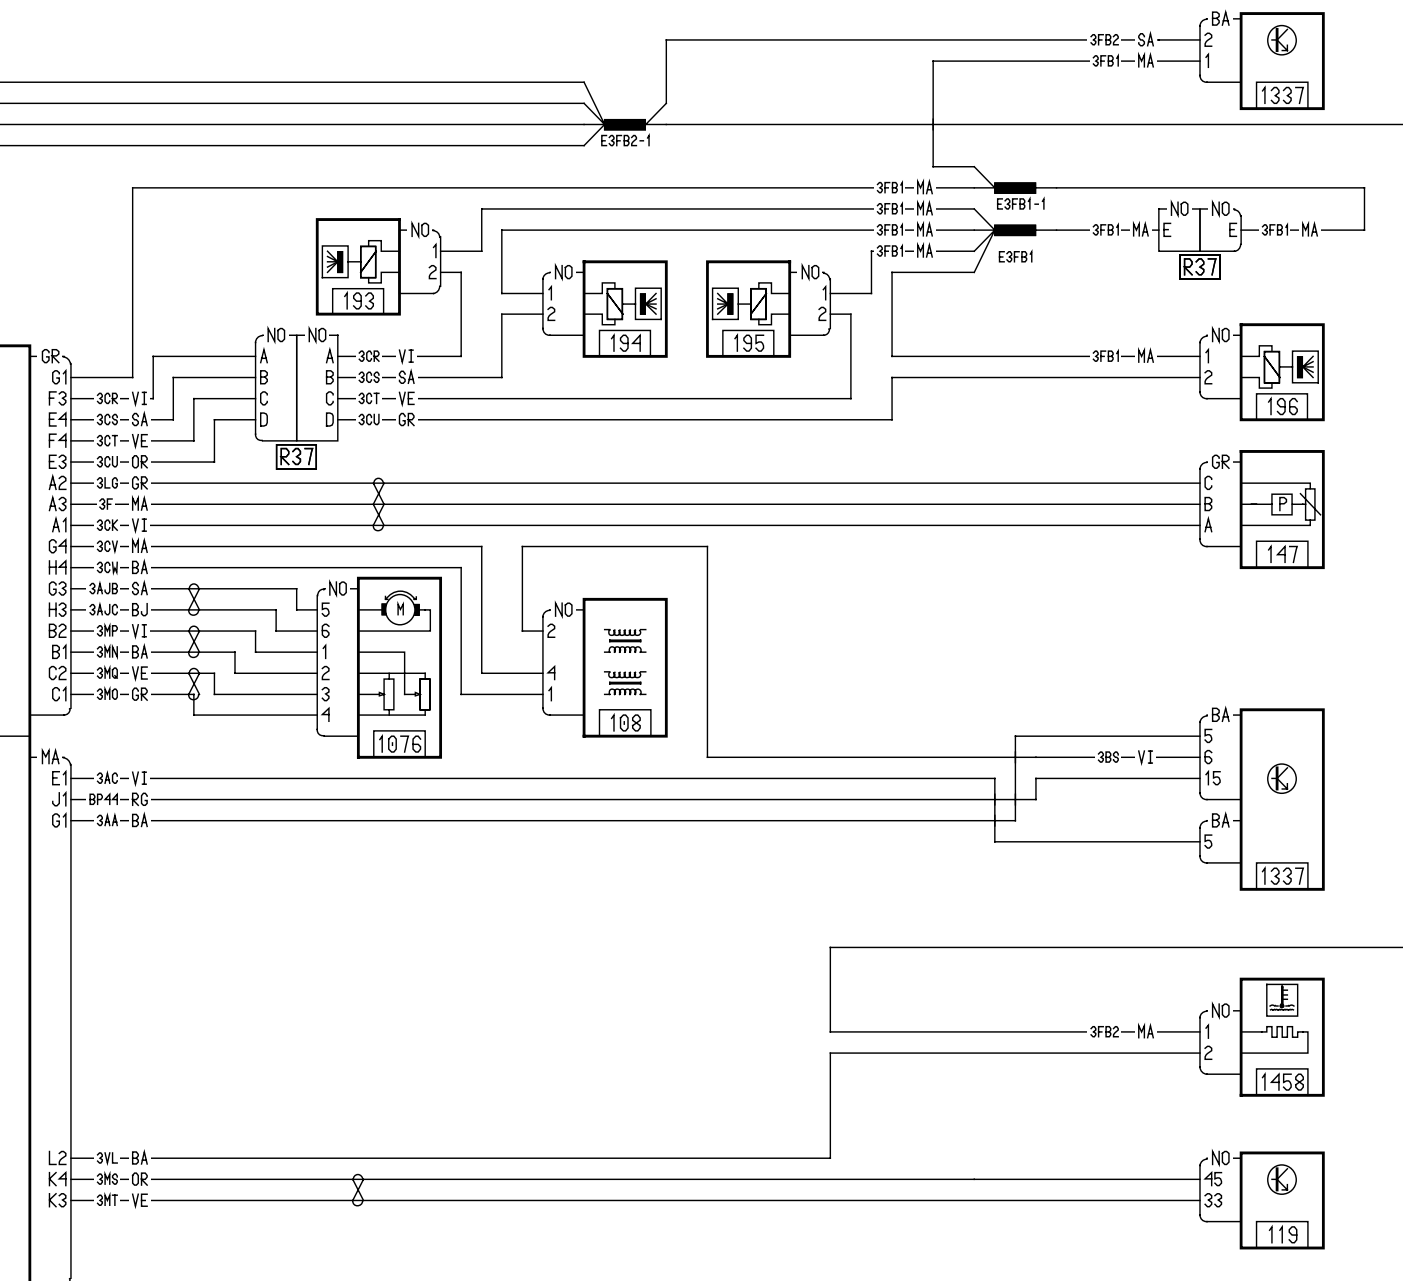 BA
3FB2 SA 2
3FB1 MA 1
1337
E3FB2-1
3FB1 MA
E3FB1-1
3FB1 MA
3FB1 MA
3FB1 MA
E3FB1
3FB1 MA E NO NO E 3FB1 MA
R37
NO
1
2
193
NO
1
2
194
NO
1
2
195
NO
3FB1 MA 1
2
196
NO NO
A A 3CR VI
B B 3CS SA
C C 3CT VE
D D 3CU GR
R37
GR
G1
F3 3CR VI
E4 3CS SA
F4 3CT VE
E3 3CU OR
A2 3LG GR
A3 3F MA
A1 3CK VI
G4 3CV MA
H4 3CW BA
G3 3AJB SA
H3 3AJC BJ
B2 3MP VI
B1 3MN BA
C2 3MQ VE
C1 3MO GR
GR
C
B P
A
147
NO
5 M
6
1
2
3
4
1076
NO
2
4
1
108
MA
E1 3AC VI
J1 BP44 RG
G1 3AA BA
BA
5
3BS VI 6
15
BA
5
1337
NO
3FB2 MA 1
2
1458
L2 3VL BA
K4 3MS OR
K3 3MT VE
NO
45
33
119